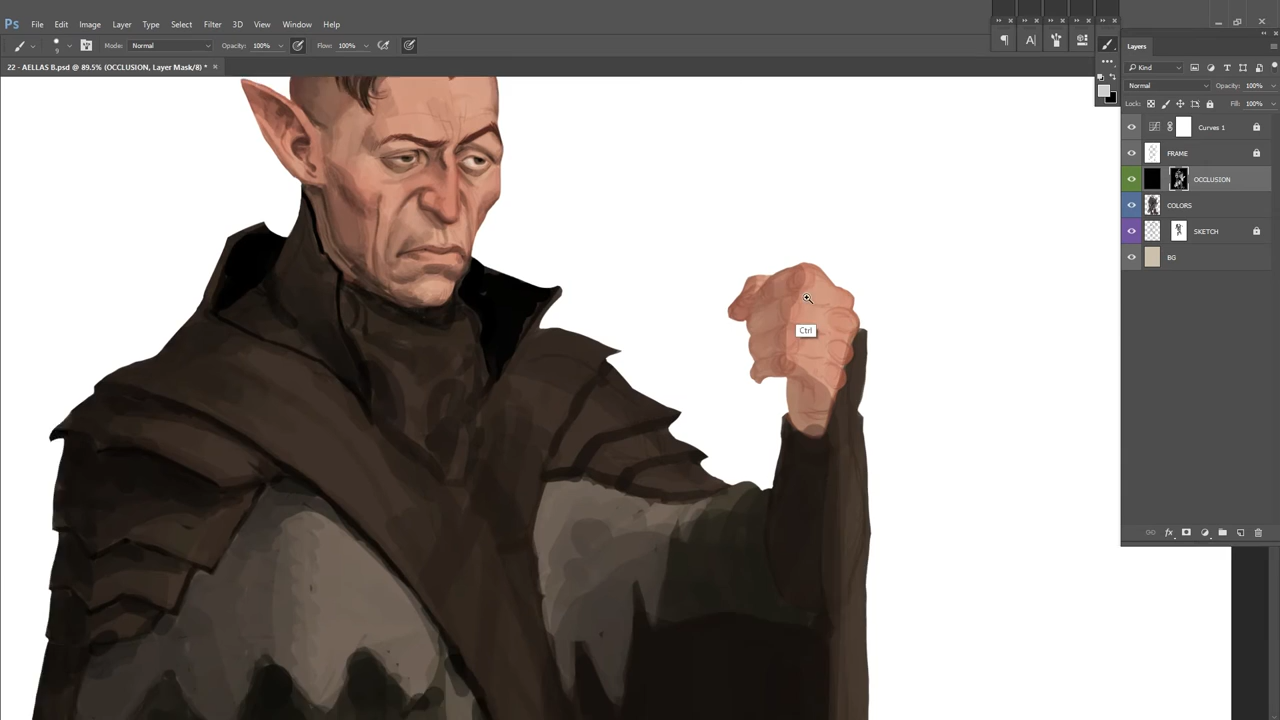 Ps File Edit Image Layer Type Select Filter 3D View Window Help
Mode: Normal Opacity: 100% Flow: 100%
9
22 - AELLAS B.psd @ 89.5% (OCCLUSION, Layer Mask/8) *
Layers
Kind
Normal Opacity: 100%
Lock: Fill: 100%
Curves 1
FRAME
OCCLUSION
COLORS
SKETCH
BG
Ctrl
fx